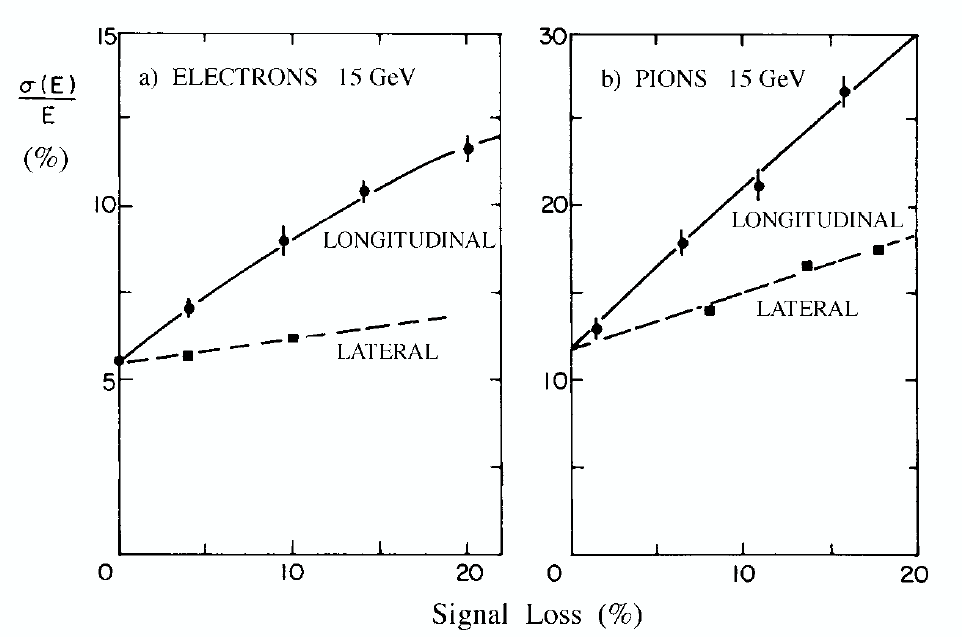 σ(E)
E
(%)
15
10
5
0
10
20
a) ELECTRONS 15 GeV
LONGITUDINAL
LATERAL
30
20
10
0
10
20
b) PIONS 15 GeV
LONGITUDINAL
LATERAL
Signal Loss (%)